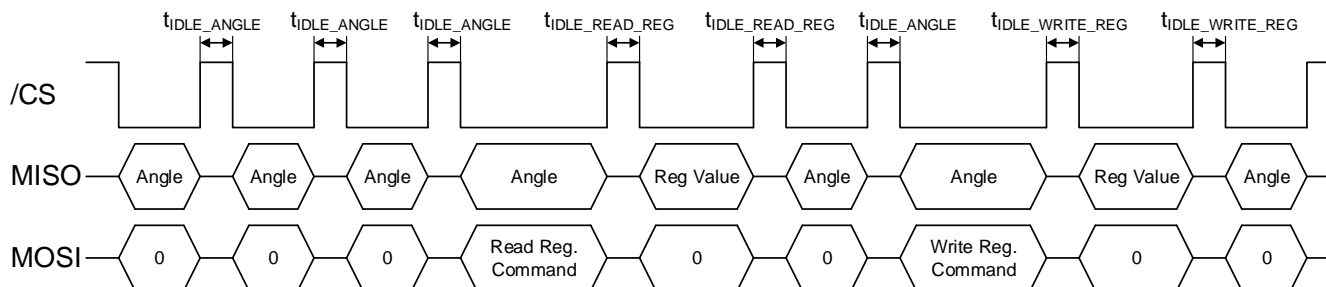 tIDLE_ANGLE tIDLE_ANGLE tIDLE_ANGLE tIDLE_READ_REG tIDLE_READ_REG tIDLE_ANGLE tIDLE_WRITE_REG tIDLE_WRITE_REG
/CS
MISO Angle Angle Angle Angle Reg Value Angle Angle Reg Value Angle
MOSI 0 0 0 Read Reg. Command 0 0 Write Reg. Command 0 0